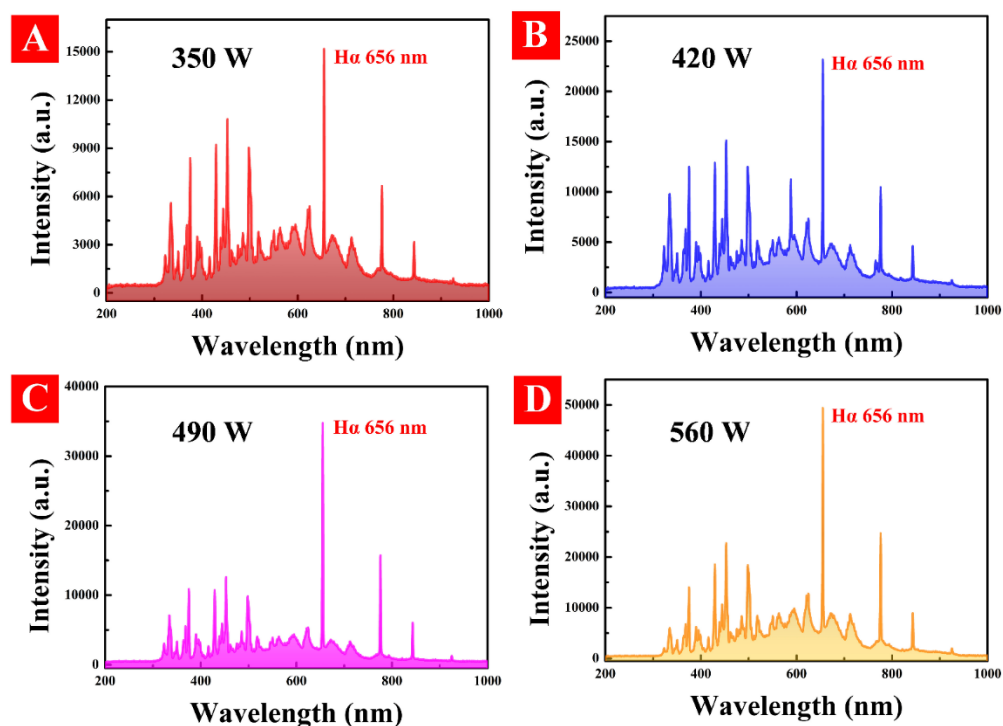 A
350 W
Hα 656 nm
15000
12000
9000
6000
3000
0
200
400
600
800
1000
Wavelength (nm)
Intensity (a.u.)
B
420 W
Hα 656 nm
25000
20000
15000
10000
5000
0
200
400
600
800
1000
Wavelength (nm)
Intensity (a.u.)
C
490 W
Hα 656 nm
40000
30000
20000
10000
0
200
400
600
800
1000
Wavelength (nm)
Intensity (a.u.)
D
560 W
Hα 656 nm
50000
40000
30000
20000
10000
0
200
400
600
800
1000
Wavelength (nm)
Intensity (a.u.)